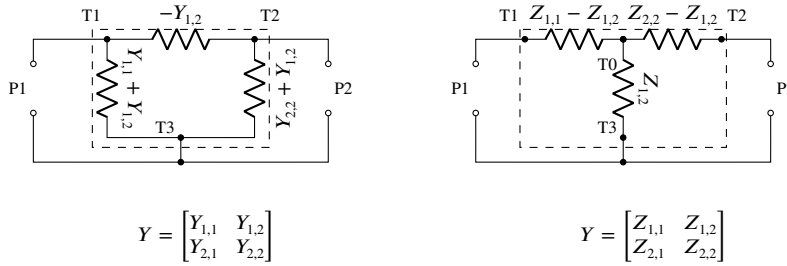 T1 −Y1,2 T2
P1 Y1,1 + Y1,2 Y2,2 + Y1,2 P2
T3
Y = [Y1,1 Y1,2
Y2,1 Y2,2]
T1 Z1,1 − Z1,2 Z2,2 − Z1,2 T2
T0
P1 Z1,2 P
T3
Y = [Z1,1 Z1,2
Z2,1 Z2,2]